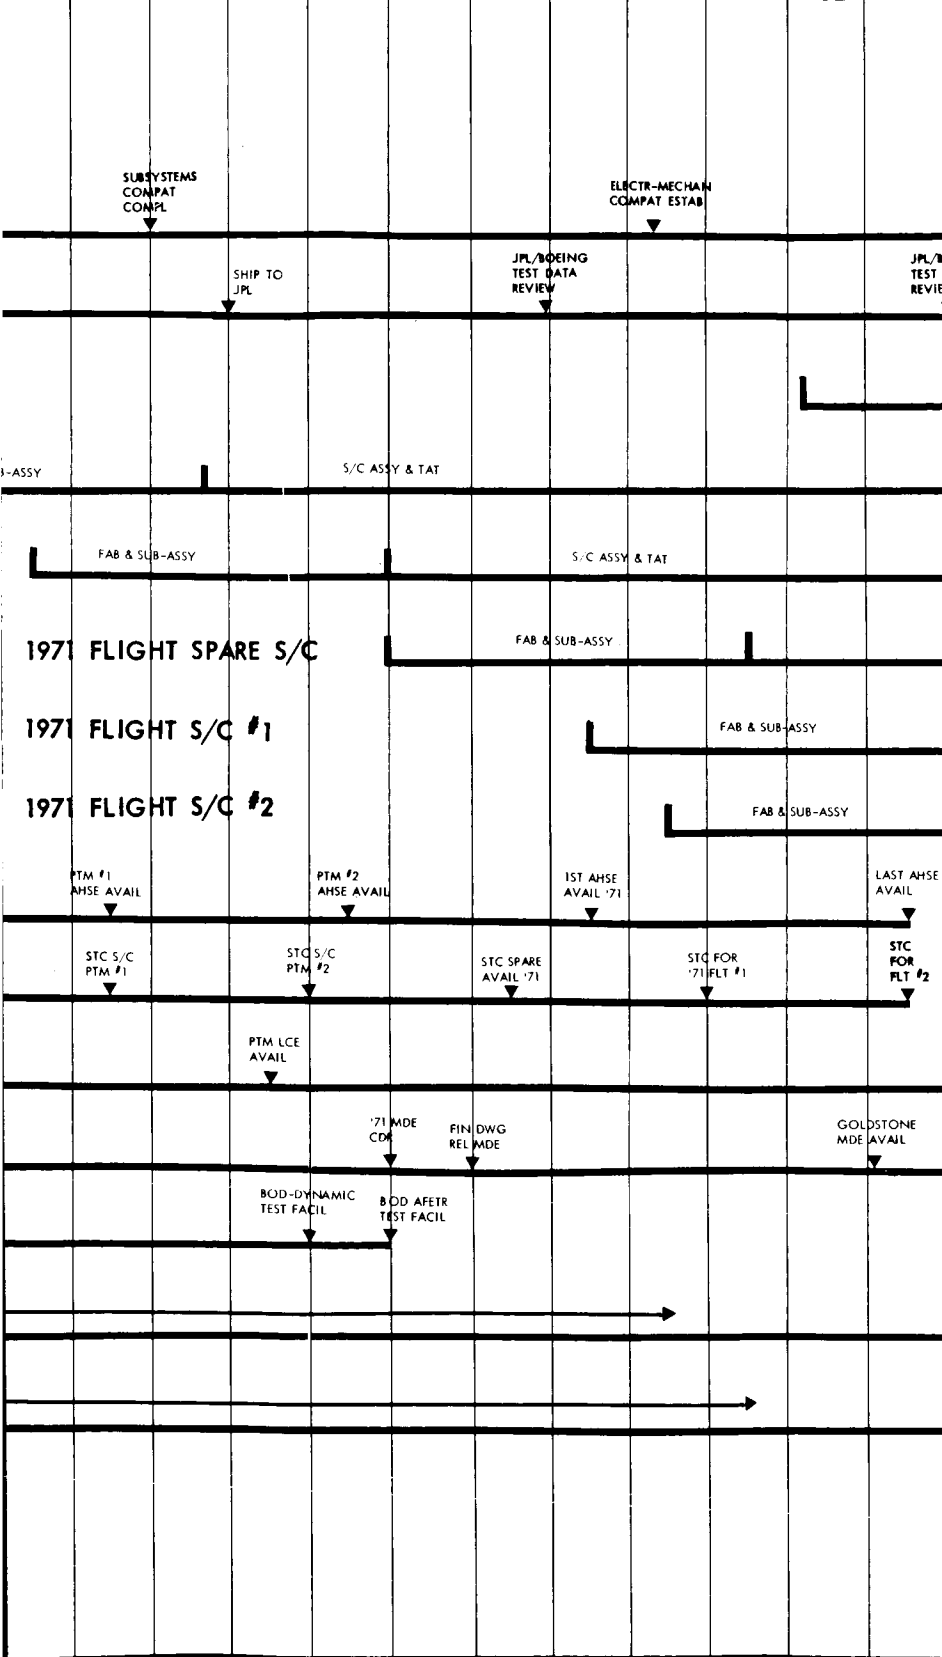 SUBSYSTEMS
COMPAT
COMPL
ELECTR-MECHAN
COMPAT ESTAB
SHIP TO
JPL
JPL/BOEING
TEST DATA
REVIEW
JPL/B
TEST
REVIE
B-ASSY
S/C ASSY & TAT
FAB & SUB-ASSY
S/C ASSY & TAT
1971 FLIGHT SPARE S/C
FAB & SUB-ASSY
1971 FLIGHT S/C #1
FAB & SUB-ASSY
1971 FLIGHT S/C #2
FAB & SUB-ASSY
PTM #1
AHSE AVAIL
PTM #2
AHSE AVAIL
1ST AHSE
AVAIL '71
LAST AHSE
AVAIL
STC S/C
PTM #1
STC S/C
PTM #2
STC SPARE
AVAIL '71
STC FOR
'71 FLT #1
STC
FOR
FLT #2
PTM LCE
AVAIL
'71 MDE
CDR
FIN DWG
REL MDE
GOLDSTONE
MDE AVAIL
BOD-DYNAMIC
TEST FACIL
BOD AFETR
TEST FACIL